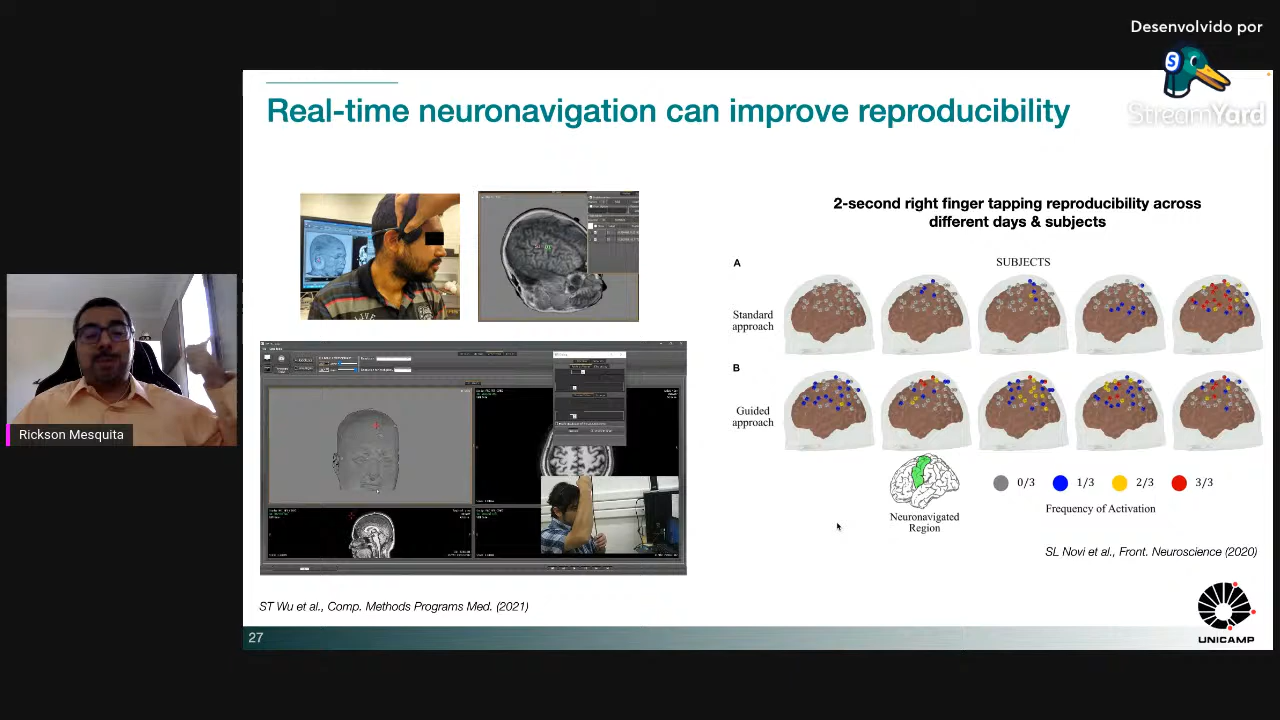 Desenvolvido por
StreamYard
Real-time neuronavigation can improve reproducibility
2-second right finger tapping reproducibility across
different days & subjects
A
SUBJECTS
Standard
approach
B
Guided
approach
0/3
1/3
2/3
3/3
Frequency of Activation
Neuronavigated
Region
SL Novi et al., Front. Neuroscience (2020)
Rickson Mesquita
ST Wu et al., Comp. Methods Programs Med. (2021)
27
UNICAMP